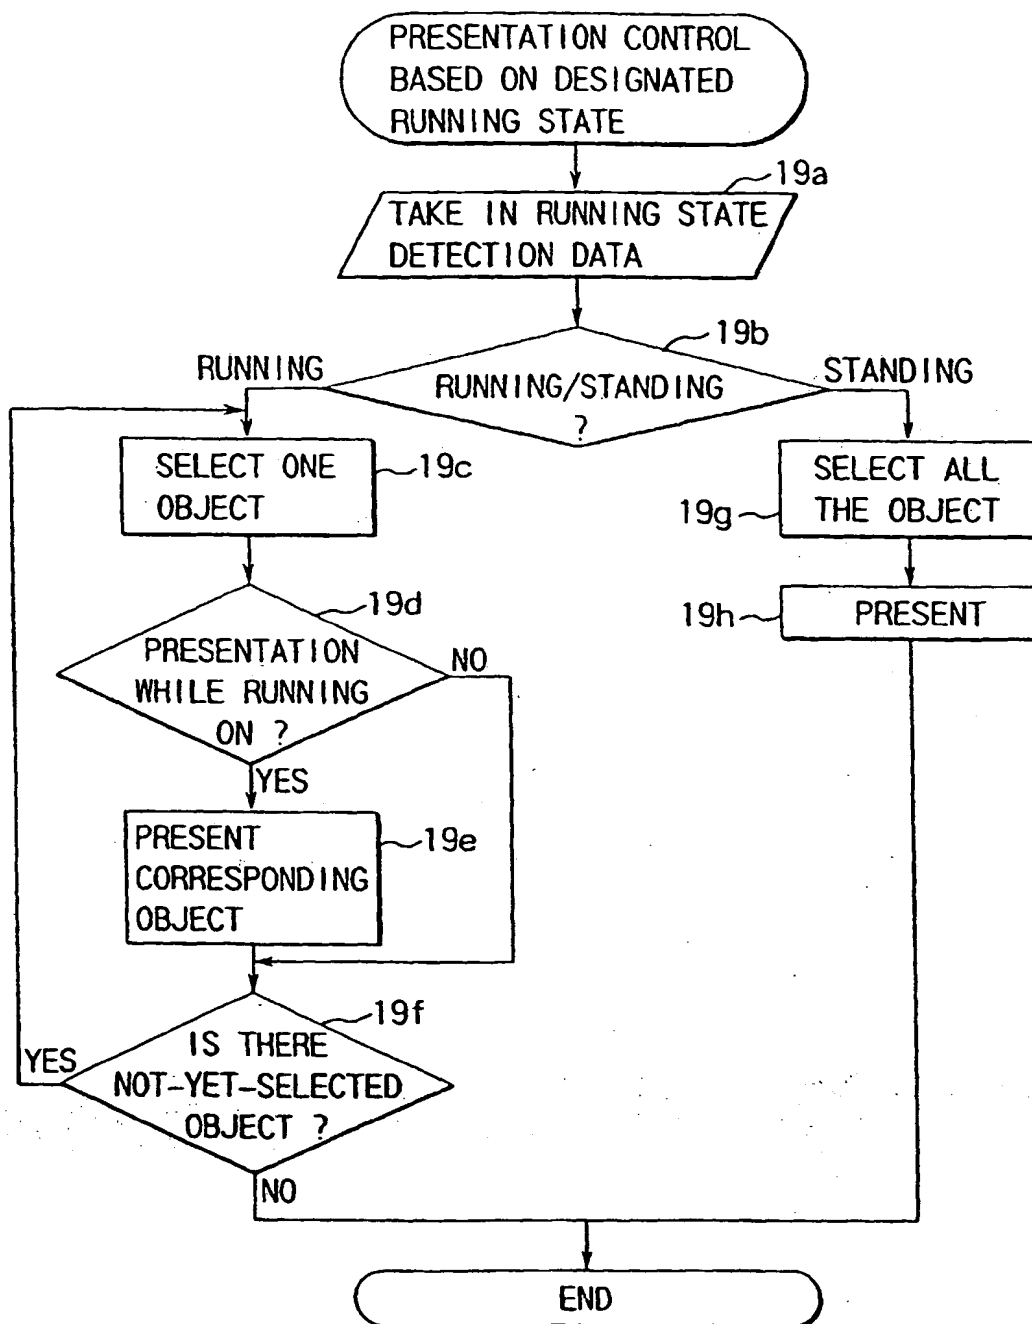 PRESENTATION CONTROL
BASED ON DESIGNATED
RUNNING STATE
19a
TAKE IN RUNNING STATE
DETECTION DATA
19b
RUNNING
RUNNING/STANDING
?
STANDING
SELECT ONE
OBJECT
19c
SELECT ALL
THE OBJECT
19g
19d
PRESENTATION
WHILE RUNNING
ON ?
NO
19h
PRESENT
YES
PRESENT
CORRESPONDING
OBJECT
19e
19f
IS THERE
NOT-YET-SELECTED
OBJECT ?
YES
NO
END